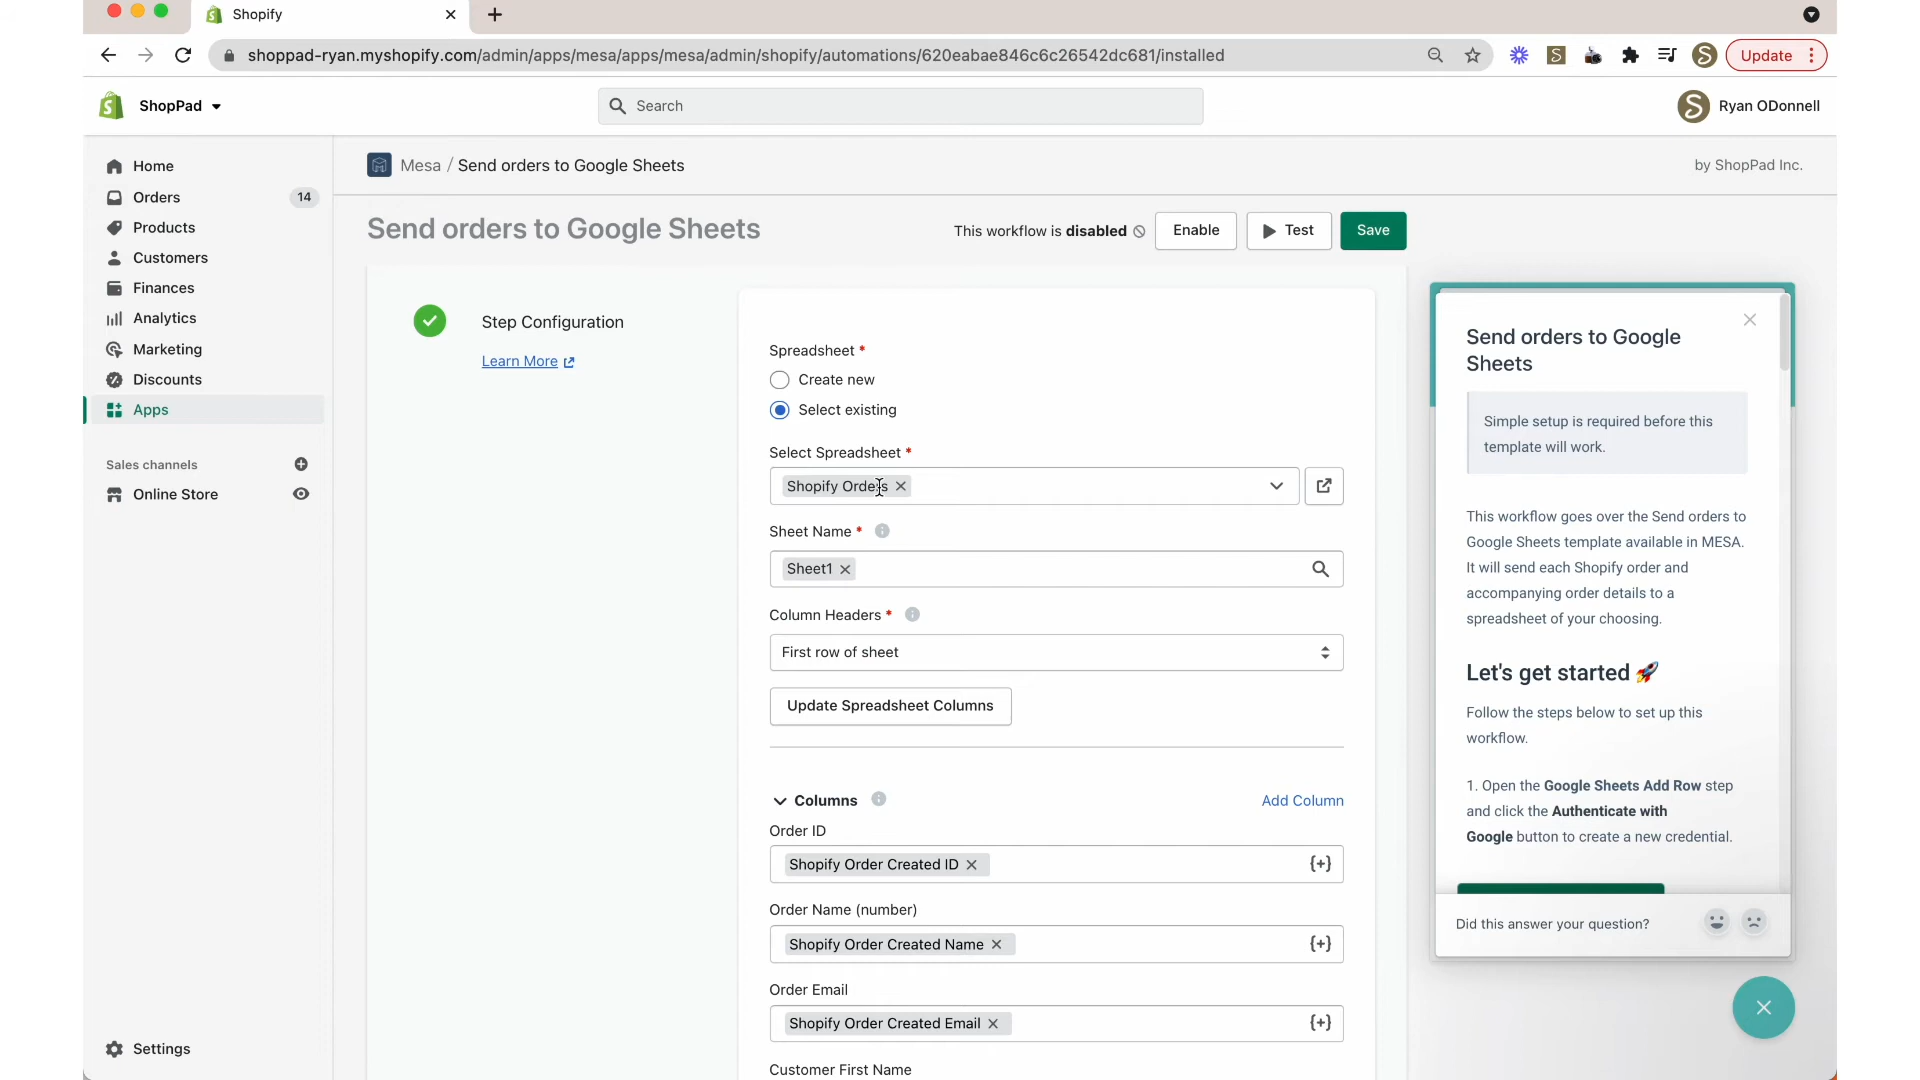 Shopify
shoppad-ryan.myshopify.com/admin/apps/mesa/apps/mesa/admin/shopify/automations/620eabae846c6c26542dc681/installed
S
S
Update
ShopPad
Search
S
Ryan ODonnell
Home
Orders
14
Products
Customers
Finances
Analytics
Marketing
Discounts
Apps
Sales channels
Online Store
Settings
Mesa / Send orders to Google Sheets
by ShopPad Inc.
Send orders to Google Sheets
This workflow is disabled
Enable
Test
Save
Step Configuration
Learn More
Spreadsheet *
Create new
Select existing
Select Spreadsheet *
Shopify Orders
Sheet Name *
Sheet1
Column Headers *
First row of sheet
Update Spreadsheet Columns
Columns
Add Column
Order ID
Shopify Order Created ID
{+}
Order Name (number)
Shopify Order Created Name
{+}
Order Email
Shopify Order Created Email
{+}
Customer First Name
Send orders to Google
Sheets
Simple setup is required before this
template will work.
This workflow goes over the Send orders to
Google Sheets template available in MESA.
It will send each Shopify order and
accompanying order details to a
spreadsheet of your choosing.
Let's get started 🚀
Follow the steps below to set up this
workflow.
1. Open the Google Sheets Add Row step
and click the Authenticate with
Google button to create a new credential.
Did this answer your question?